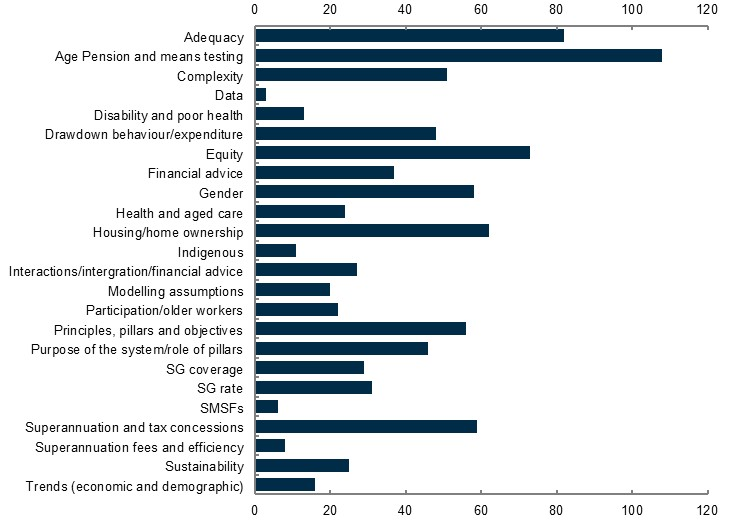 0 20 40 60 80 100 120
Adequacy
Age Pension and means testing
Complexity
Data
Disability and poor health
Drawdown behaviour/expenditure
Equity
Financial advice
Gender
Health and aged care
Housing/home ownership
Indigenous
Interactions/intergration/financial advice
Modelling assumptions
Participation/older workers
Principles, pillars and objectives
Purpose of the system/role of pillars
SG coverage
SG rate
SMSFs
Superannuation and tax concessions
Superannuation fees and efficiency
Sustainability
Trends (economic and demographic)
0 20 40 60 80 100 120